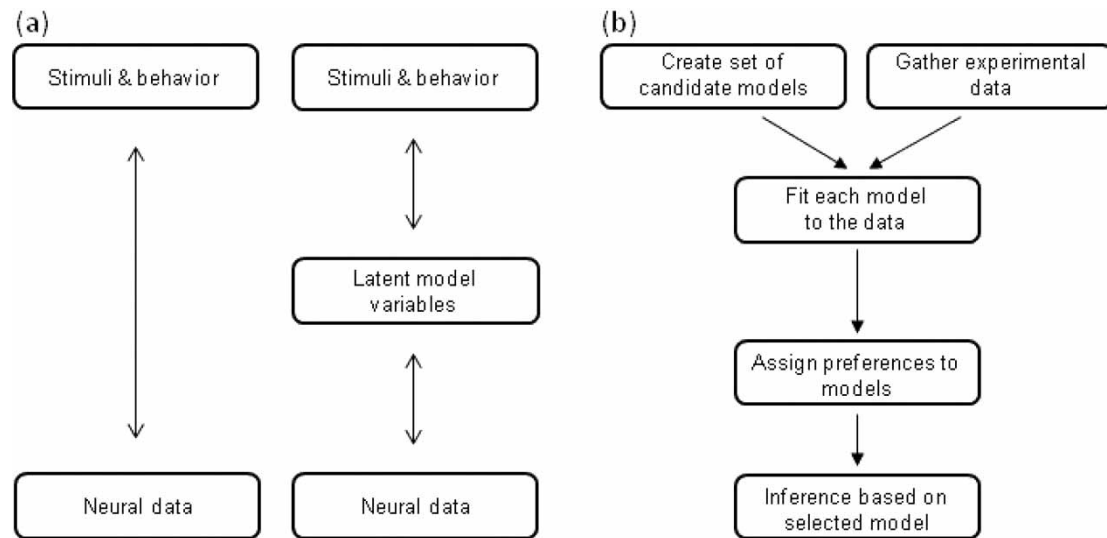 (a)
Stimuli & behavior
Stimuli & behavior
Latent model
variables
Neural data
Neural data
(b)
Create set of
candidate models
Gather experimental
data
Fit each model
to the data
Assign preferences to
models
Inference based on
selected model